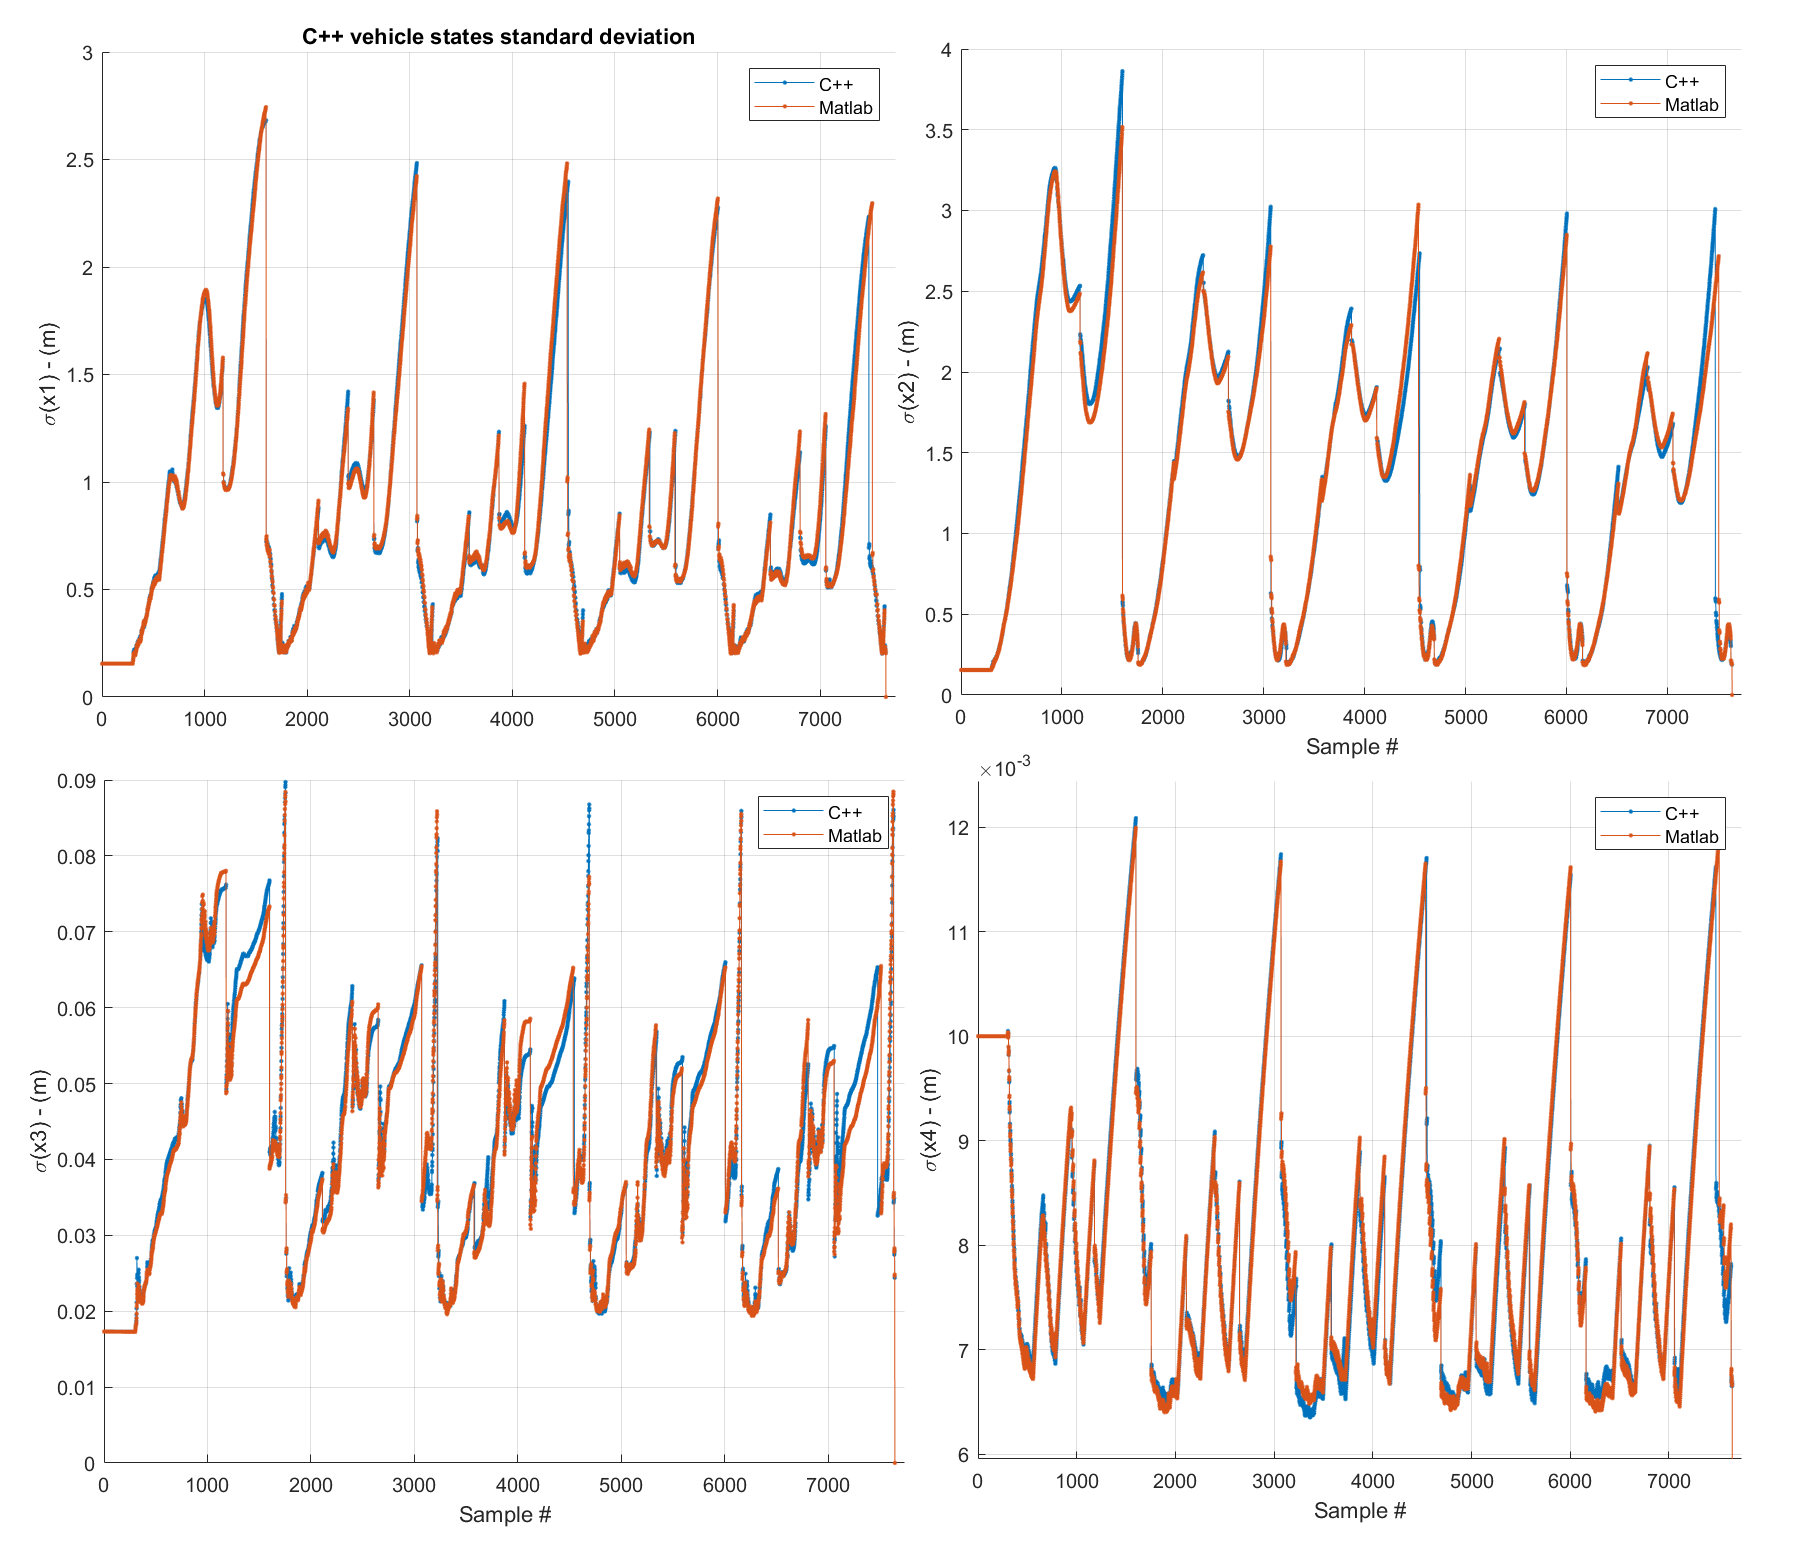 C++ vehicle states standard deviation
3
2.5
2
1.5
1
0.5
0
σ(x1) - (m)
0 1000 2000 3000 4000 5000 6000 7000
C++
Matlab
4
3.5
3
2.5
2
1.5
1
0.5
0
σ(x2) - (m)
0 1000 2000 3000 4000 5000 6000 7000
Sample #
C++
Matlab
0.09
0.08
0.07
0.06
0.05
0.04
0.03
0.02
0.01
0
σ(x3) - (m)
0 1000 2000 3000 4000 5000 6000 7000
Sample #
C++
Matlab
×10⁻³
12
11
10
9
8
7
6
σ(x4) - (m)
0 1000 2000 3000 4000 5000 6000 7000
Sample #
C++
Matlab